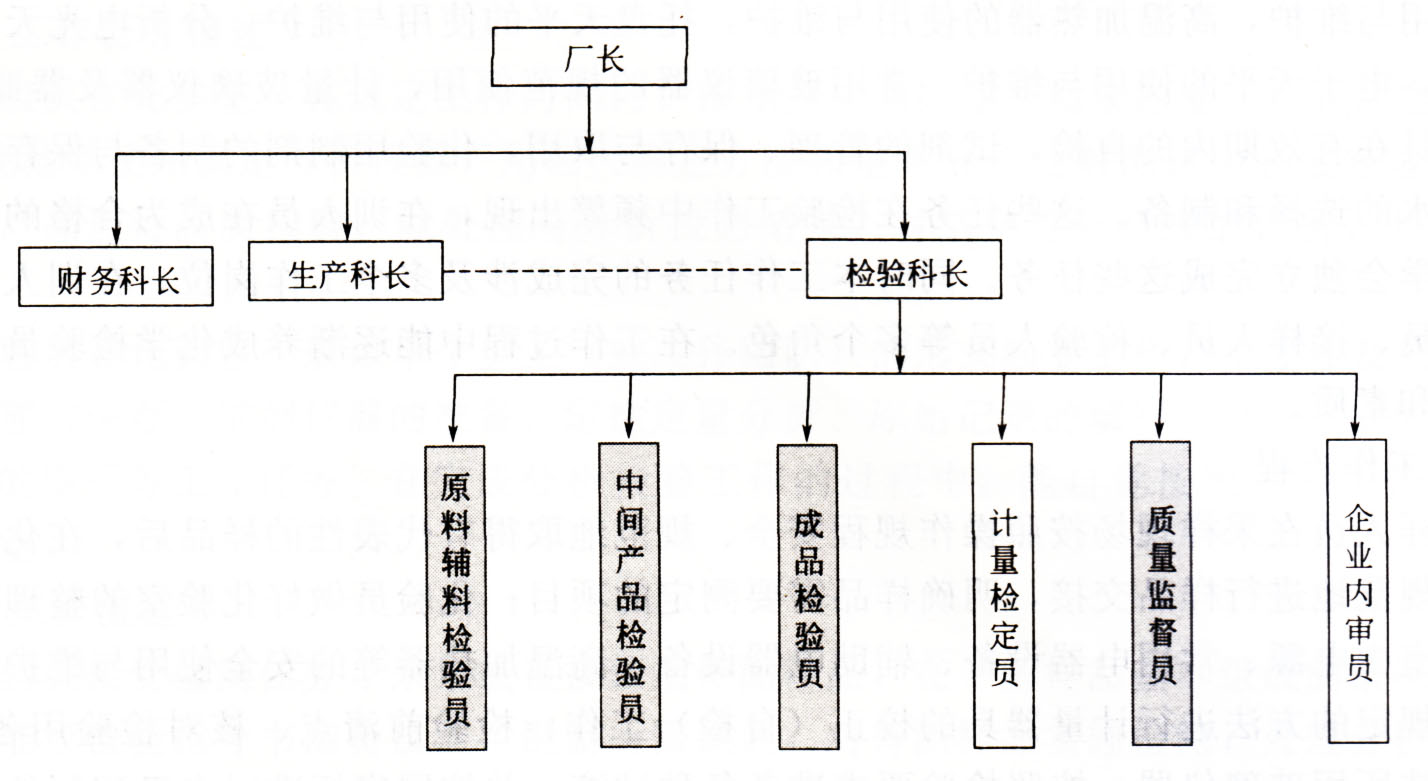 厂长
财务科长
生产科长
检验科长
原料辅料检验员
中间产品检验员
成品检验员
计量检定员
质量监督员
企业内审员